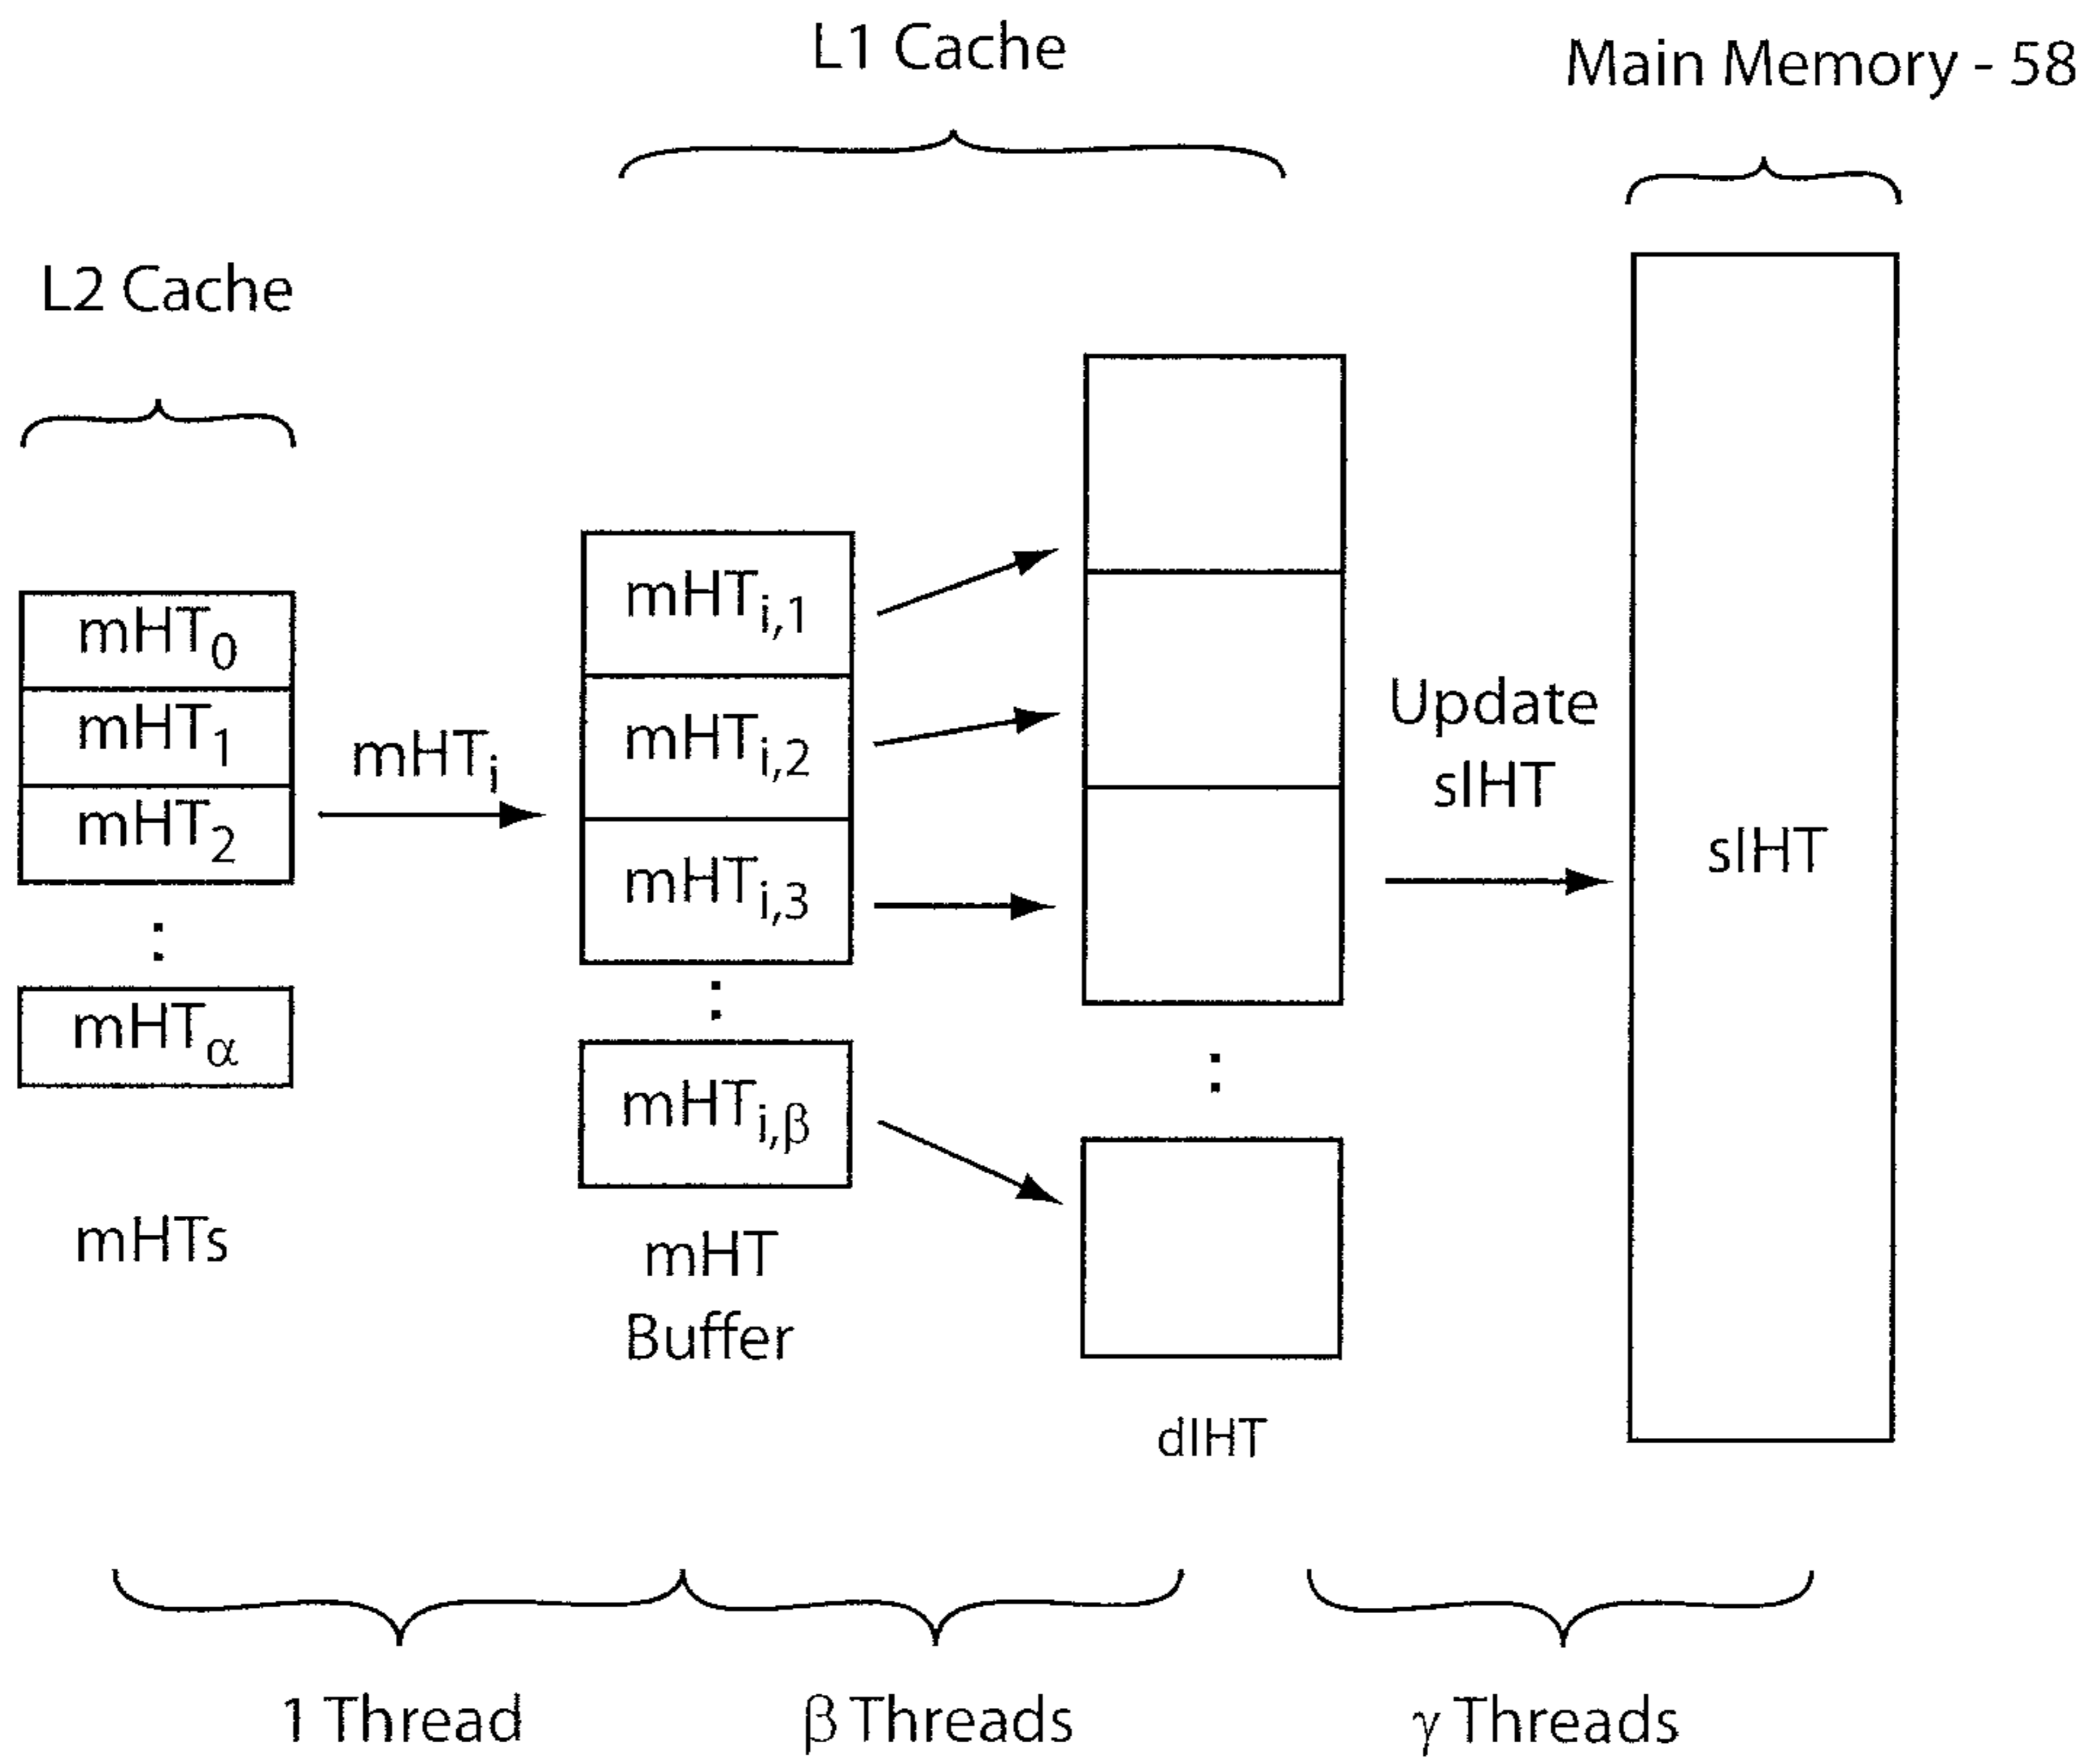 L1 Cache
Main Memory - 58
L2 Cache
mHT0
mHT1
mHT2
:
mHTα
mHTs
mHTi
mHTi,1
mHTi,2
mHTi,3
:
mHTi,β
mHT
Buffer
:
dIHT
Update
sIHT
sIHT
1 Thread
β Threads
γ Threads